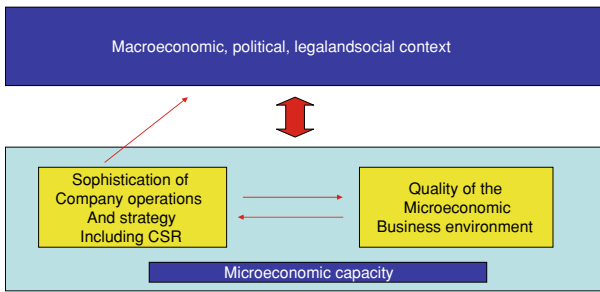 Macroeconomic, political, legalandsocial context
Sophistication of
Company operations
And strategy
Including CSR
Quality of the
Microeconomic
Business environment
Microeconomic capacity